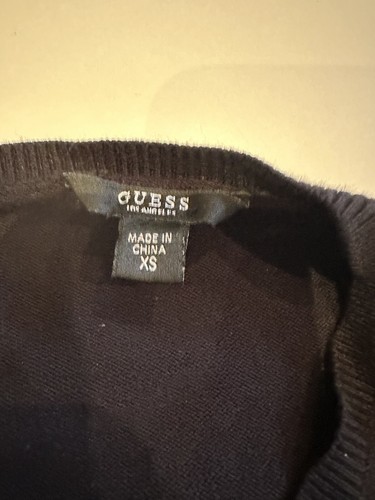 GUESS
LOS ANGELES
MADE IN
CHINA
XS